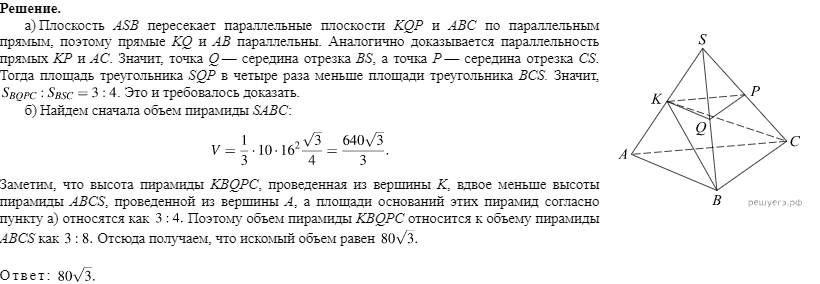 Решение.
а) Плоскость ASB пересекает параллельные плоскости KQP и ABC по параллельным
прямым, поэтому прямые KQ и AB параллельны. Аналогично доказывается параллельность
прямых KP и AC. Значит, точка Q — середина отрезка BS, а точка P — середина отрезка CS.
Тогда площадь треугольника SQP в четыре раза меньше площади треугольника BCS. Значит,
S_{BQPC} : S_{BSC} = 3 : 4. Это и требовалось доказать.
б) Найдем сначала объем пирамиды SABC:
V = \frac{1}{3} · 10 · 16^2 \frac{\sqrt{3}}{4} = \frac{640\sqrt{3}}{3}.
Заметим, что высота пирамиды KBQPC, проведенная из вершины K, вдвое меньше высоты
пирамиды ABCS, проведенной из вершины A, а площади оснований этих пирамид согласно
пункту а) относятся как 3 : 4. Поэтому объем пирамиды KBQPC относится к объему пирамиды
ABCS как 3 : 8. Отсюда получаем, что искомый объем равен 80√3.
Ответ: 80√3.
S
K
P
Q
A
C
B
решуегэ.рф